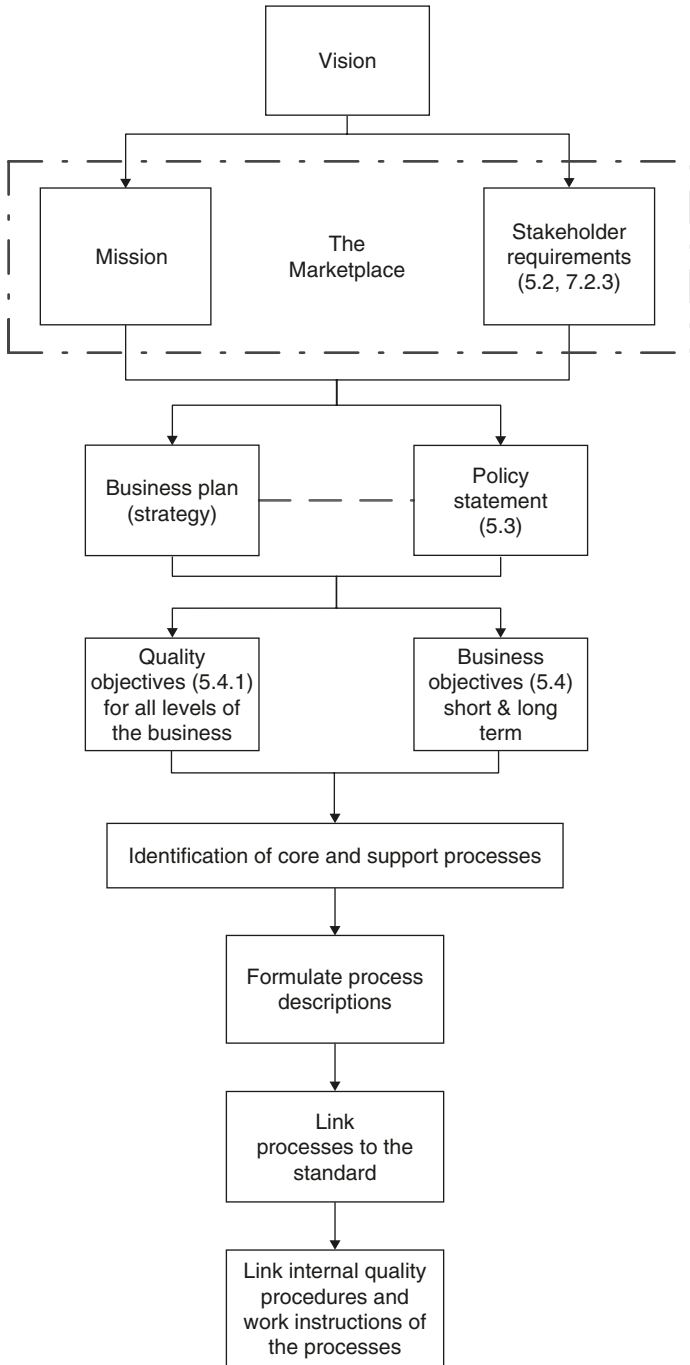 Vision
Mission
The
Marketplace
Stakeholder
requirements
(5.2, 7.2.3)
Business plan
(strategy)
Policy
statement
(5.3)
Quality
objectives (5.4.1)
for all levels of
the business
Business
objectives (5.4)
short & long
term
Identification of core and support processes
Formulate process
descriptions
Link
processes to the
standard
Link internal quality
procedures and
work instructions of
the processes